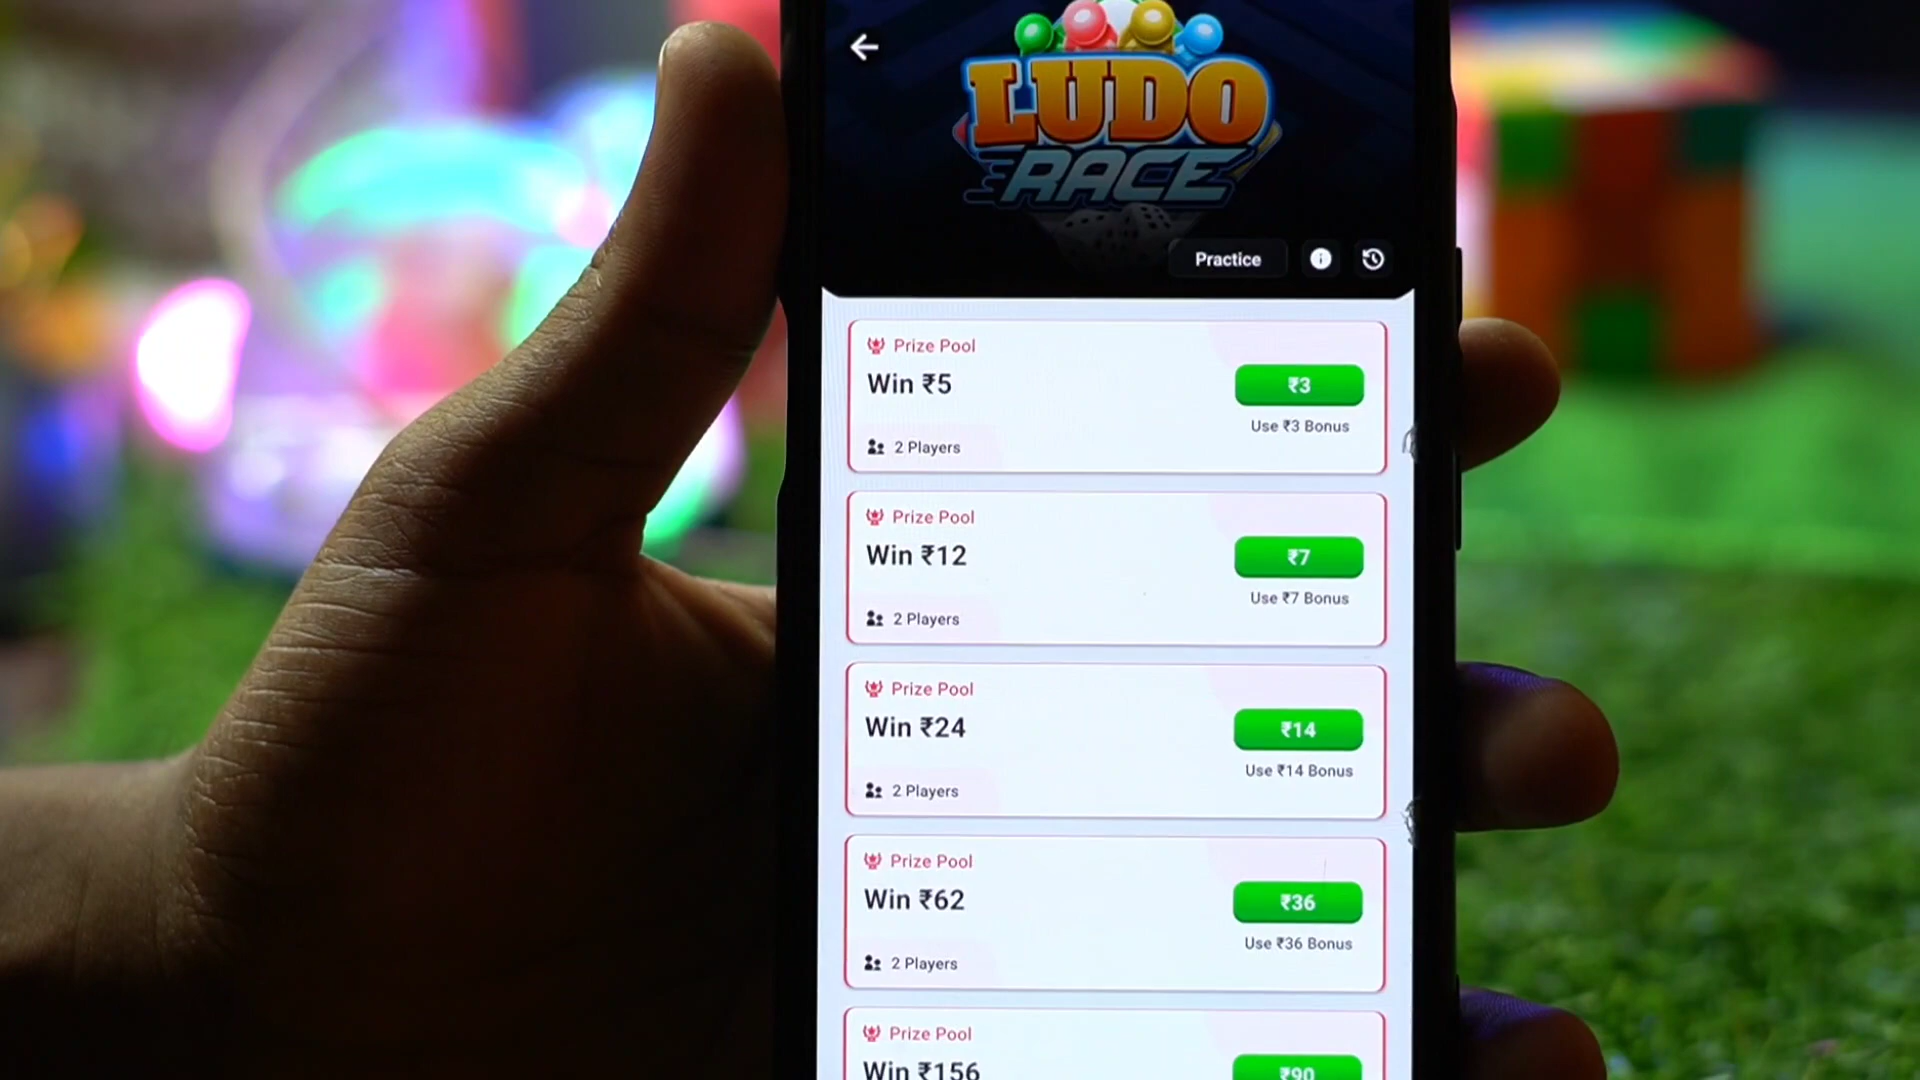 LUDO
RACE
Practice
Prize Pool
Win ₹5
₹3
Use ₹3 Bonus
2 Players
Prize Pool
Win ₹12
₹7
Use ₹7 Bonus
2 Players
Prize Pool
Win ₹24
₹14
Use ₹14 Bonus
2 Players
Prize Pool
Win ₹62
₹36
Use ₹36 Bonus
2 Players
Prize Pool
Win ₹156
₹90